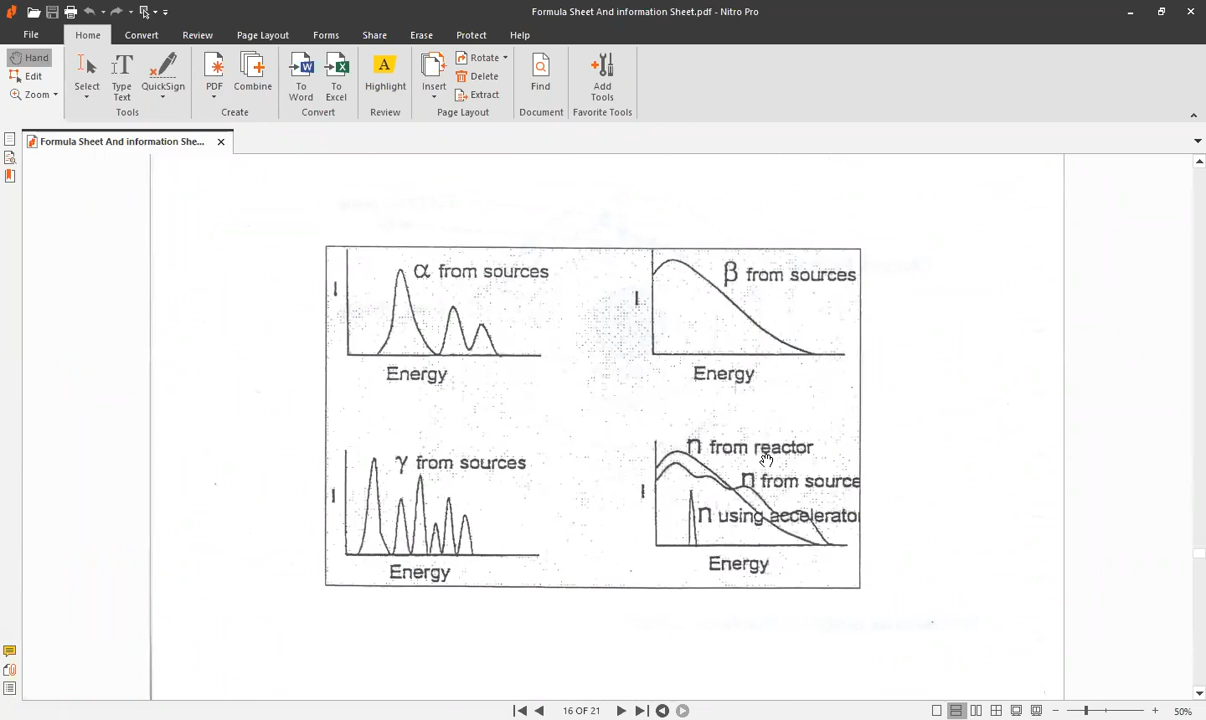 Formula Sheet And information Sheet.pdf - Nitro Pro
File Home Convert Review Page Layout Forms Share Erase Protect Help
Hand
Edit
Zoom
Select
Type Text
QuickSign
Tools
PDF
Combine
Create
To Word
To Excel
Convert
Highlight
Review
Insert
Rotate
Delete
Extract
Page Layout
Find
Document
Add Tools
Favorite Tools
Formula Sheet And information She...
α from sources
I
Energy
β from sources
I
Energy
γ from sources
I
Energy
n from reactor
n from source
n using accelerator
I
Energy
16 OF 21
50%